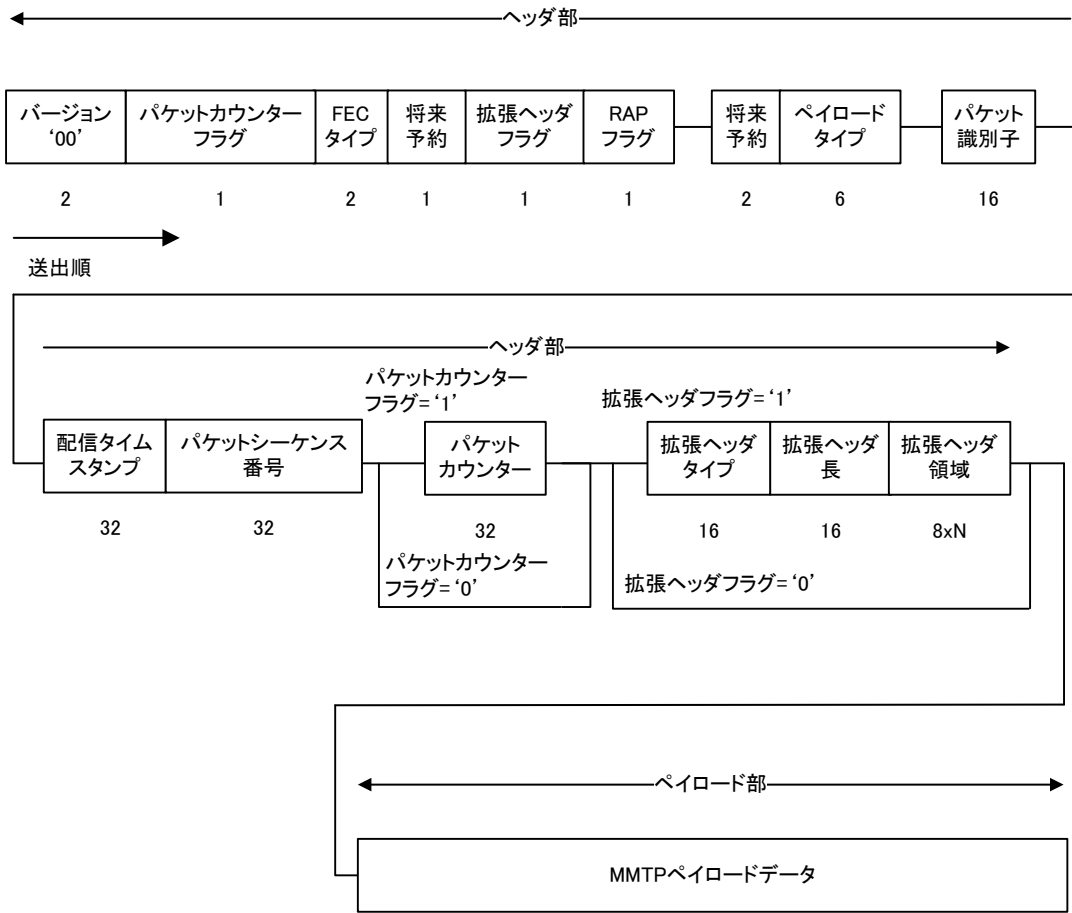 ヘッダ部
バージョン
‘00’
パケットカウンター
フラグ
FEC
タイプ
将来
予約
拡張ヘッダ
フラグ
RAP
フラグ
将来
予約
ペイロード
タイプ
パケット
識別子
2
1
2
1
1
1
2
6
16
送出順
ヘッダ部
パケットカウンター
フラグ=‘1’
拡張ヘッダフラグ=‘1’
配信タイム
スタンプ
パケットシーケンス
番号
パケット
カウンター
拡張ヘッダ
タイプ
拡張ヘッダ
長
拡張ヘッダ
領域
32
32
32
16
16
8xN
パケットカウンター
フラグ=‘0’
拡張ヘッダフラグ=‘0’
ペイロード部
MMTPペイロードデータ